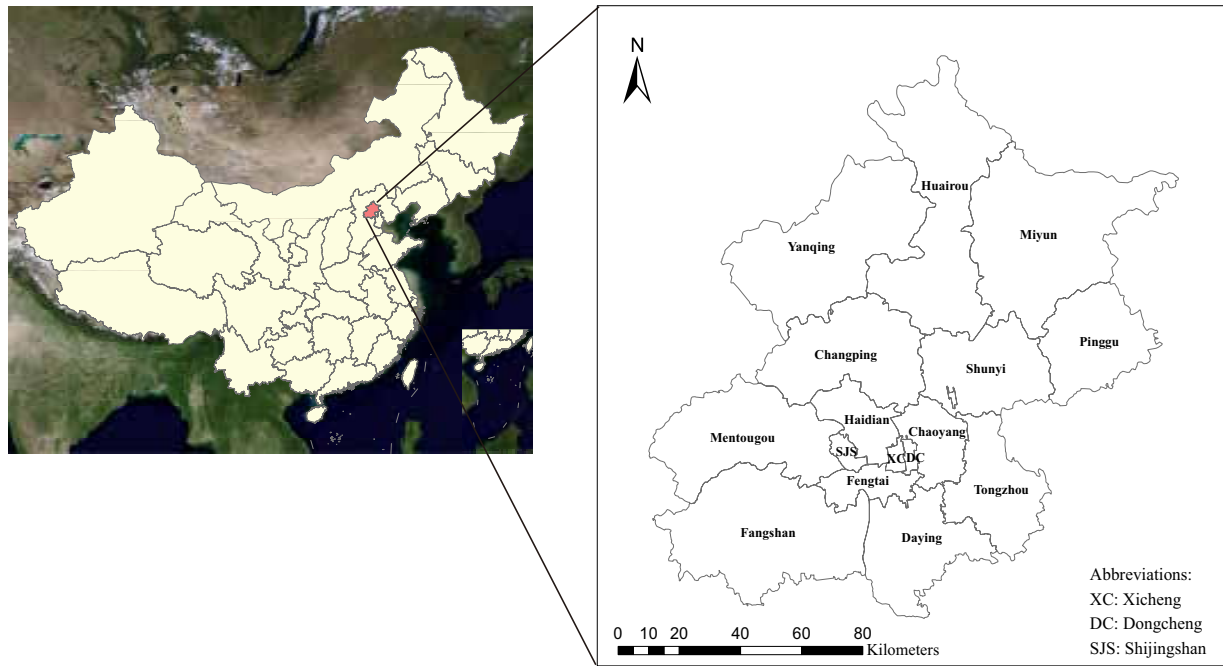 N
Huairou
Miyun
Yanqing
Pinggu
Changping
Shunyi
Haidian
Chaoyang
Mentougou
SJS
XC
DC
Fengtai
Tongzhou
Fangshan
Daying
Abbreviations:
XC: Xicheng
DC: Dongcheng
SJS: Shijingshan
0 5 10 20 40 60 80
Kilometers